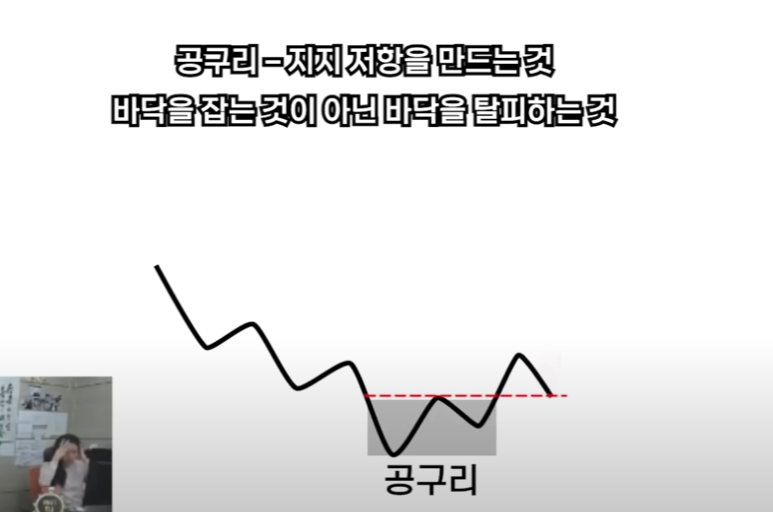 공구리 – 지지 저항을 만드는 것
바닥을 잡는 것이 아닌 바닥을 탈피하는 것
공구리